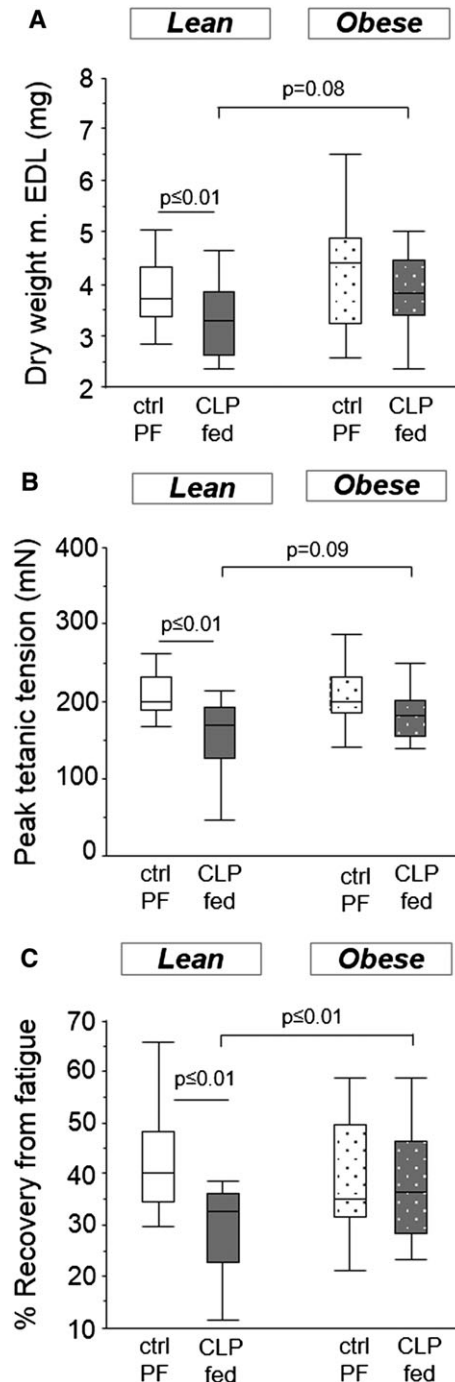 A
Lean Obese
Dry weight m. EDL (mg)
8
7
6
5
4
3
2
p=0.08
p≤0.01
ctrl CLP ctrl CLP
PF fed PF fed
B
Lean Obese
Peak tetanic tension (mN)
400
300
200
100
0
p=0.09
p≤0.01
ctrl CLP ctrl CLP
PF fed PF fed
C
Lean Obese
% Recovery from fatigue
70
60
50
40
30
20
10
p≤0.01
p≤0.01
ctrl CLP ctrl CLP
PF fed PF fed